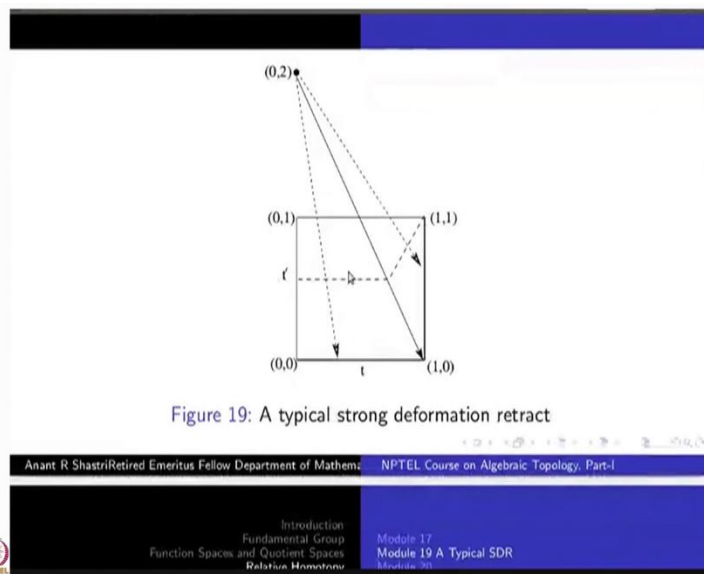 (0,2)
(0,1)
(1,1)
t'
(0,0)
(1,0)
t
Figure 19: A typical strong deformation retract
Anant R ShastriRetired Emeritus Fellow Department of Mathema
NPTEL Course on Algebraic Topology, Part-I
Introduction
Fundamental Group
Module 17
Function Spaces and Quotient Spaces
Module 19 A Typical SDR
Relative Homotopy
Module 20